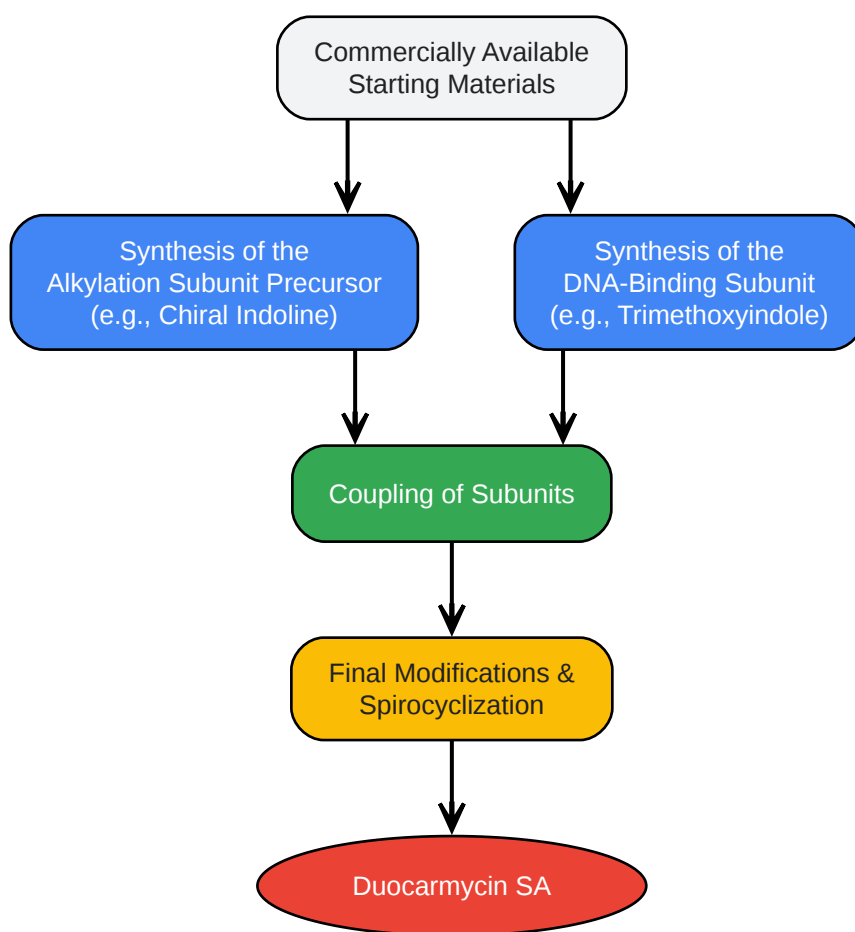 Commercially Available
Starting Materials
Synthesis of the
Alkylation Subunit Precursor
(e.g., Chiral Indoline)
Synthesis of the
DNA-Binding Subunit
(e.g., Trimethoxyindole)
Coupling of Subunits
Final Modifications &
Spirocyclization
Duocarmycin SA